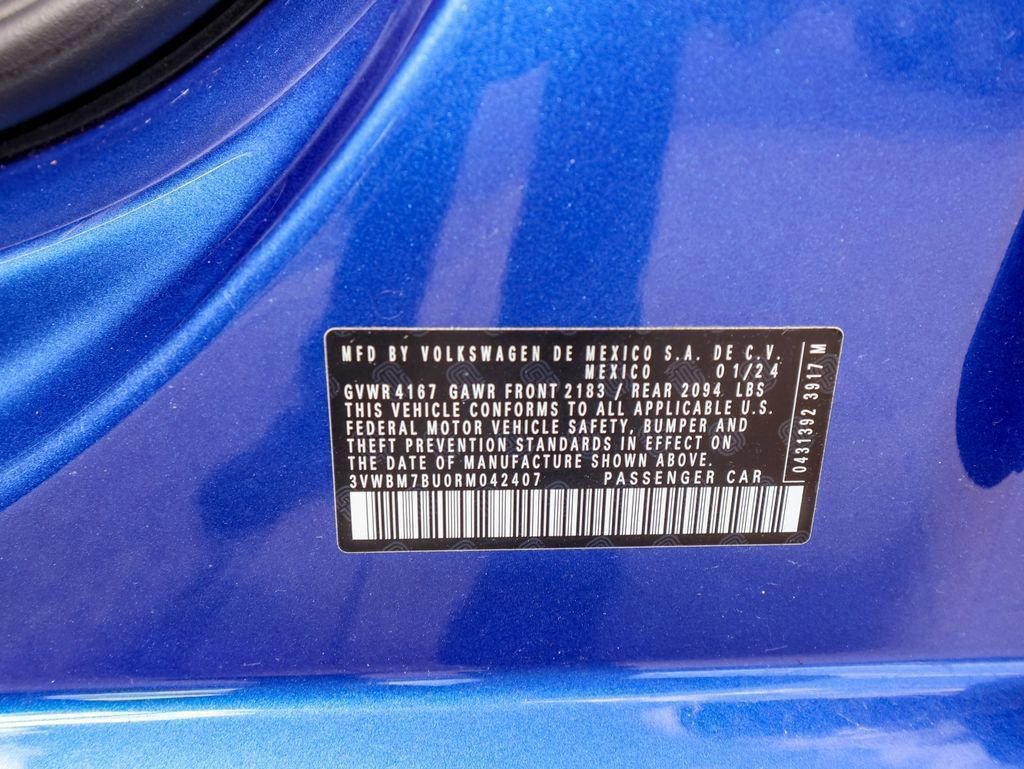 MFD BY VOLKSWAGEN DE MEXICO S.A. DE C.V.
MEXICO 01/24
GVWR 4167 GAWR FRONT 2183 / REAR 2094 LBS
THIS VEHICLE CONFORMS TO ALL APPLICABLE U.S.
FEDERAL MOTOR VEHICLE SAFETY, BUMPER AND
THEFT PREVENTION STANDARDS IN EFFECT ON
THE DATE OF MANUFACTURE SHOWN ABOVE.
3VWBM7BU0RM042407 PASSENGER CAR
0431392 3917 M